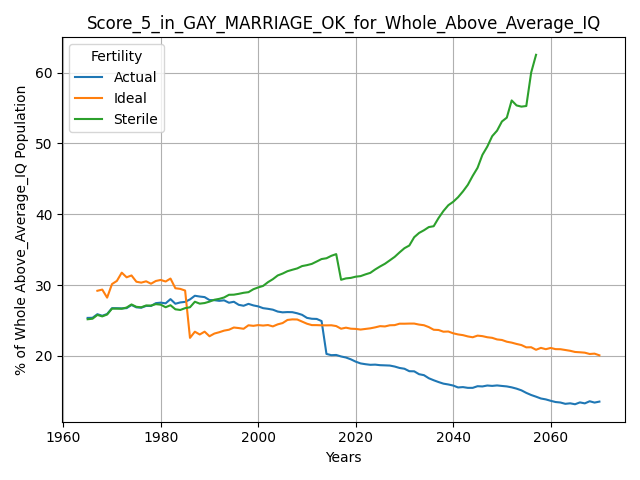 Score_5_in_GAY_MARRIAGE_OK_for_Whole_Above_Average_IQ
Fertility
Actual
Ideal
Sterile
% of Whole Above_Average_IQ Population
60
50
40
30
20
1960
1980
2000
2020
2040
2060
Years